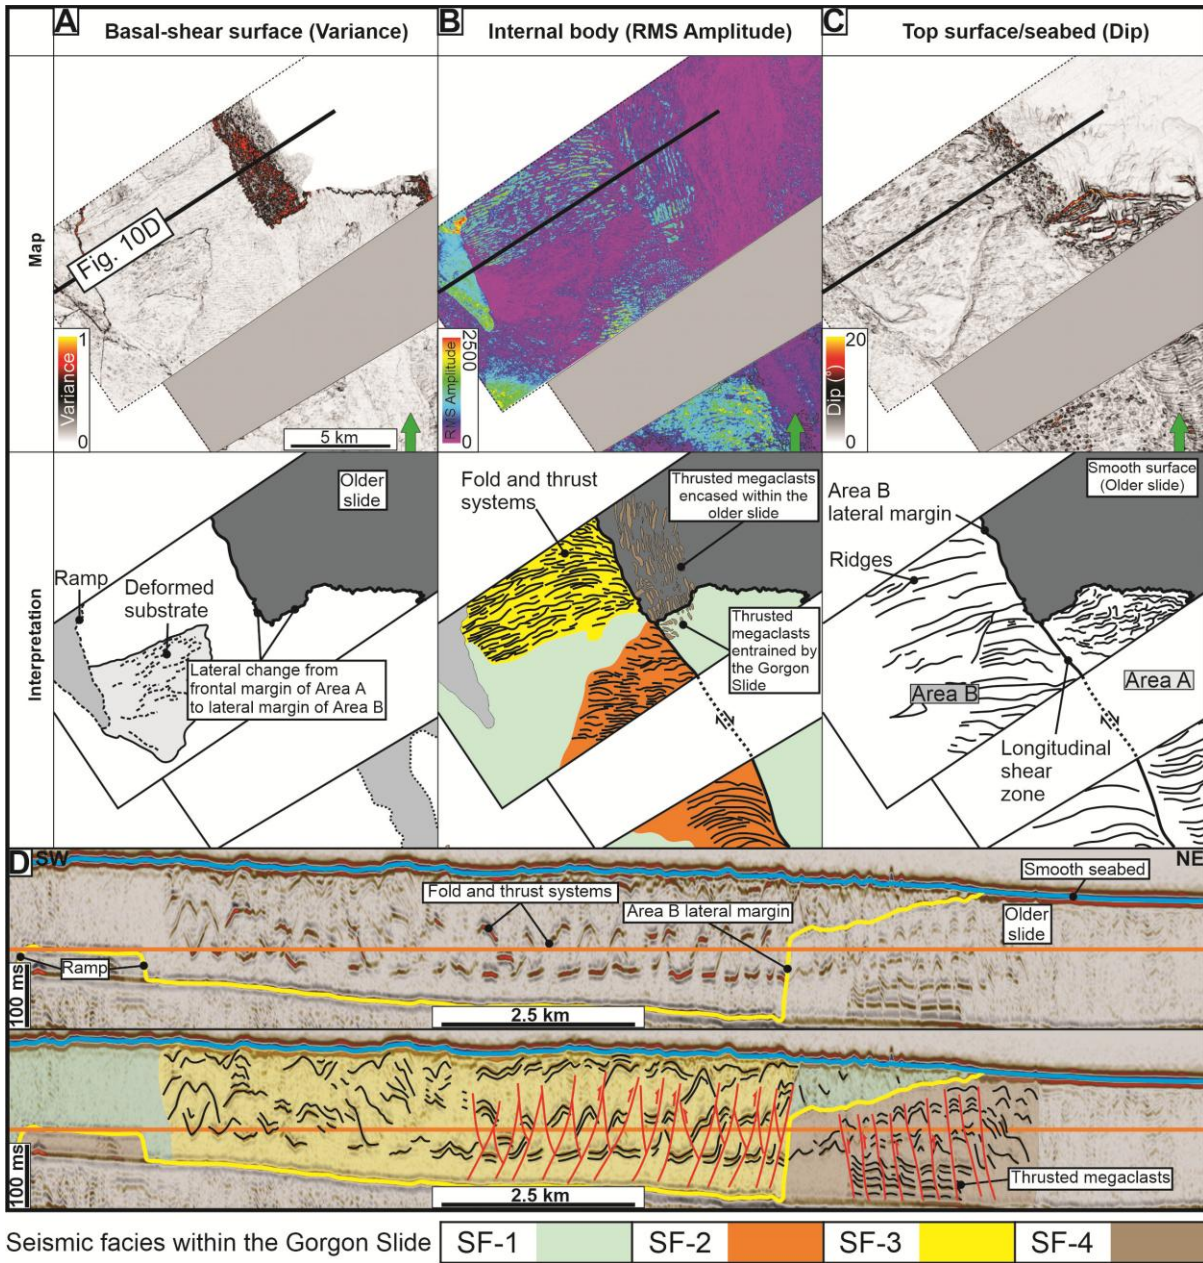 A Basal-shear surface (Variance)
B Internal body (RMS Amplitude)
C Top surface/seabed (Dip)
Map
Fig. 10D
1
Variance
0
5 km
2500
RMS Amplitude
0
20
Dip (°)
0
Interpretation
Older
slide
Ramp
Deformed
substrate
Lateral change from
frontal margin of Area A
to lateral margin of Area B
Fold and thrust
systems
Thrusted megaclasts
encased within the
older slide
Thrusted
megaclasts
entrained by
the Gorgon
Slide
Area B
lateral margin
Smooth surface
(Older slide)
Ridges
Area B
Area A
Longitudinal
shear
zone
D SW
NE
Fold and thrust systems
Area B lateral margin
Smooth seabed
Older
slide
Ramp
100 ms
2.5 km
100 ms
2.5 km
Thrusted megaclasts
Seismic facies within the Gorgon Slide
SF-1
SF-2
SF-3
SF-4